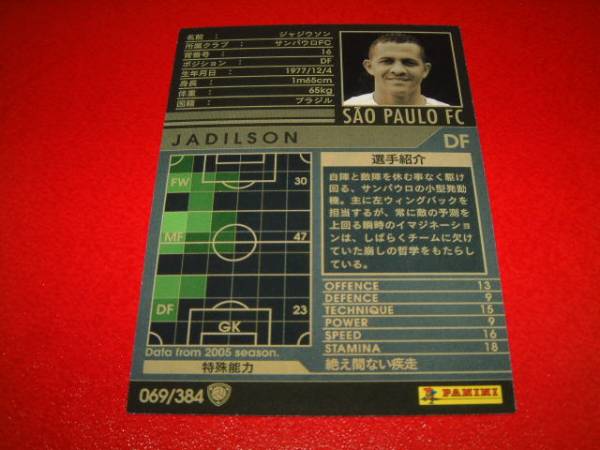 名前 : ジャジウソン
所属クラブ : サンパウロFC
背番号 : 16
ポジション : DF
生年月日 : 1977/12/4
身長 : 1m65cm
体重 : 65kg
国籍 : ブラジル
SÃO PAULO FC
JADILSON
DF
FW 30
MF 47
DF 23
GK
Data from 2005 season.
選手紹介
自陣と敵陣を休む事なく駆け
回る、サンパウロの小型発動
機。主に左ウィングバックを
担当するが、常に敵の予測を
上回る瞬時のイマジネーショ
ンは、しばらくチームに欠け
ていた崩しの哲学をもたらし
ている。
OFFENCE 13
DEFENCE 9
TECHNIQUE 15
POWER 9
SPEED 16
STAMINA 18
特殊能力
絶え間ない疾走
069/384
PANINI